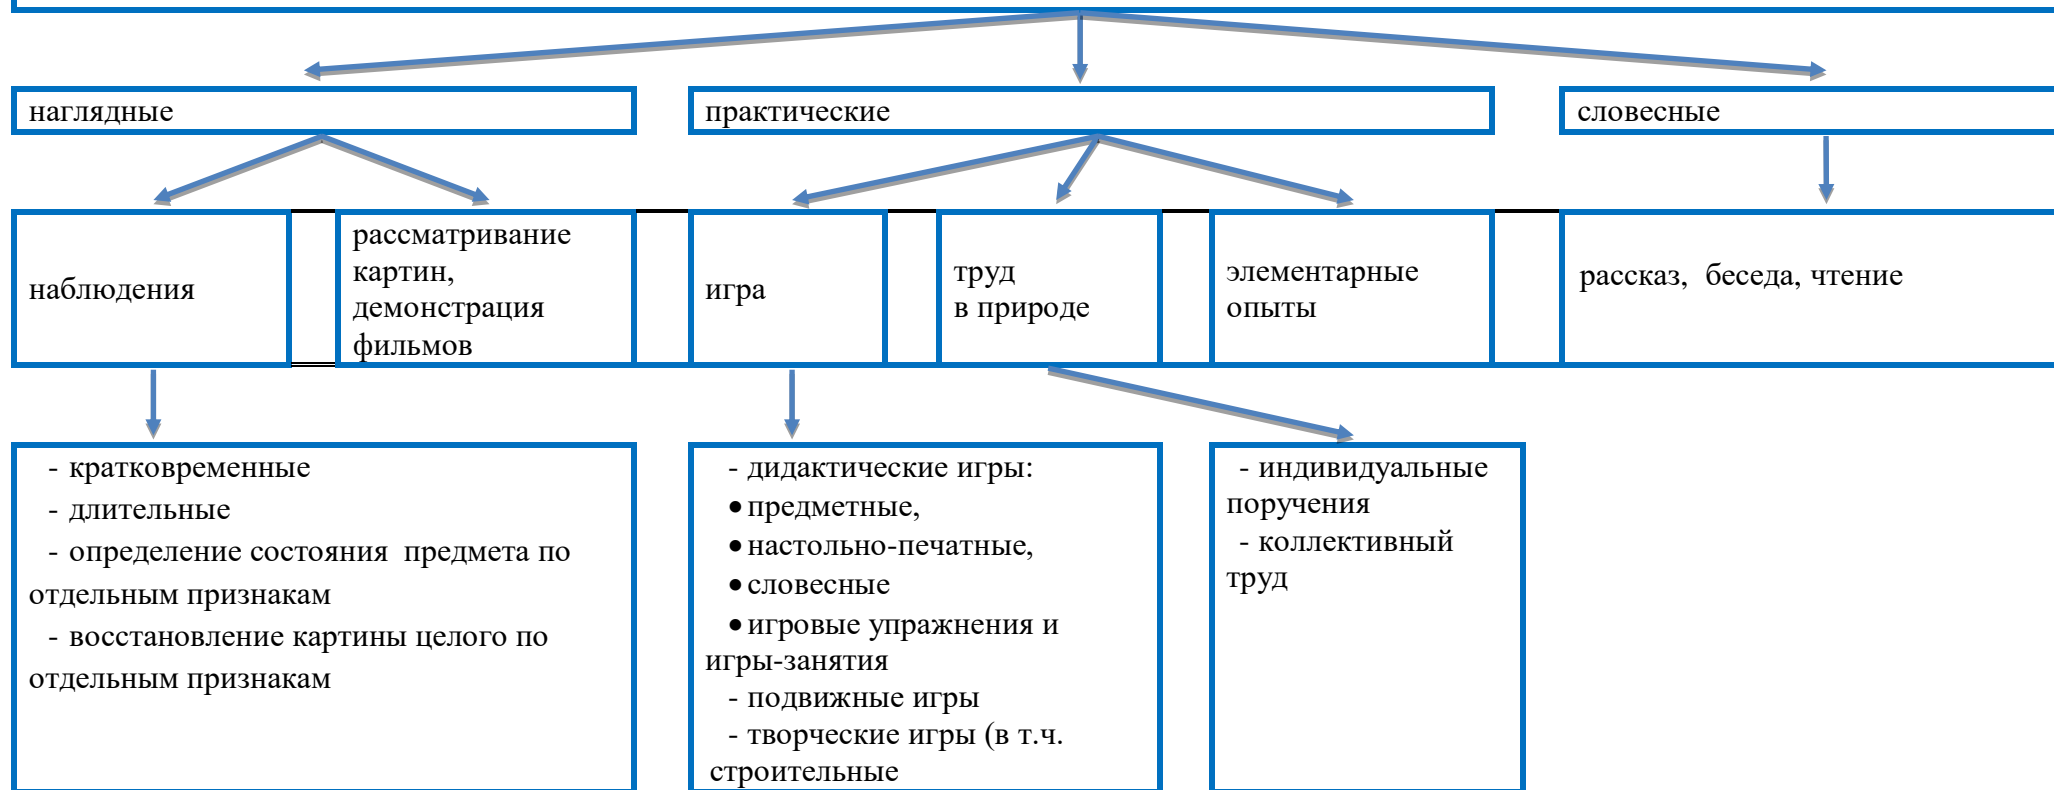 наглядные
практические
словесные
наблюдения
рассматривание
картин,
демонстрация
фильмов
игра
труд
в природе
элементарные
опыты
рассказ, беседа, чтение
- кратковременные
- длительные
- определение состояния предмета по
отдельным признакам
- восстановление картины целого по
отдельным признакам
- дидактические игры:
• предметные,
• настольно-печатные,
• словесные
• игровые упражнения и
игры-занятия
- подвижные игры
- творческие игры (в т.ч.
строительные
- индивидуальные
поручения
- коллективный
труд